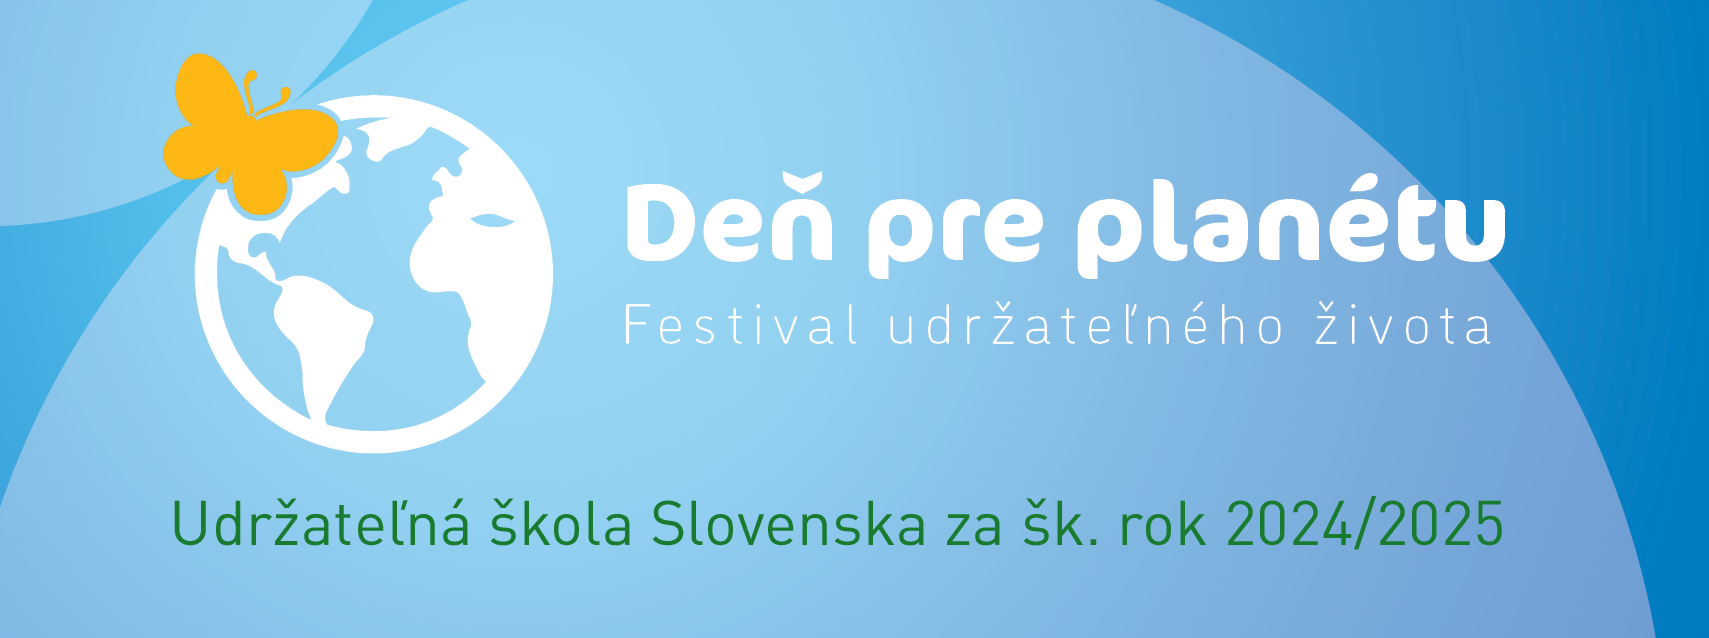 Deň pre planétu
Festival udržateľného života
Udržateľná škola Slovenska za šk. rok 2024/2025